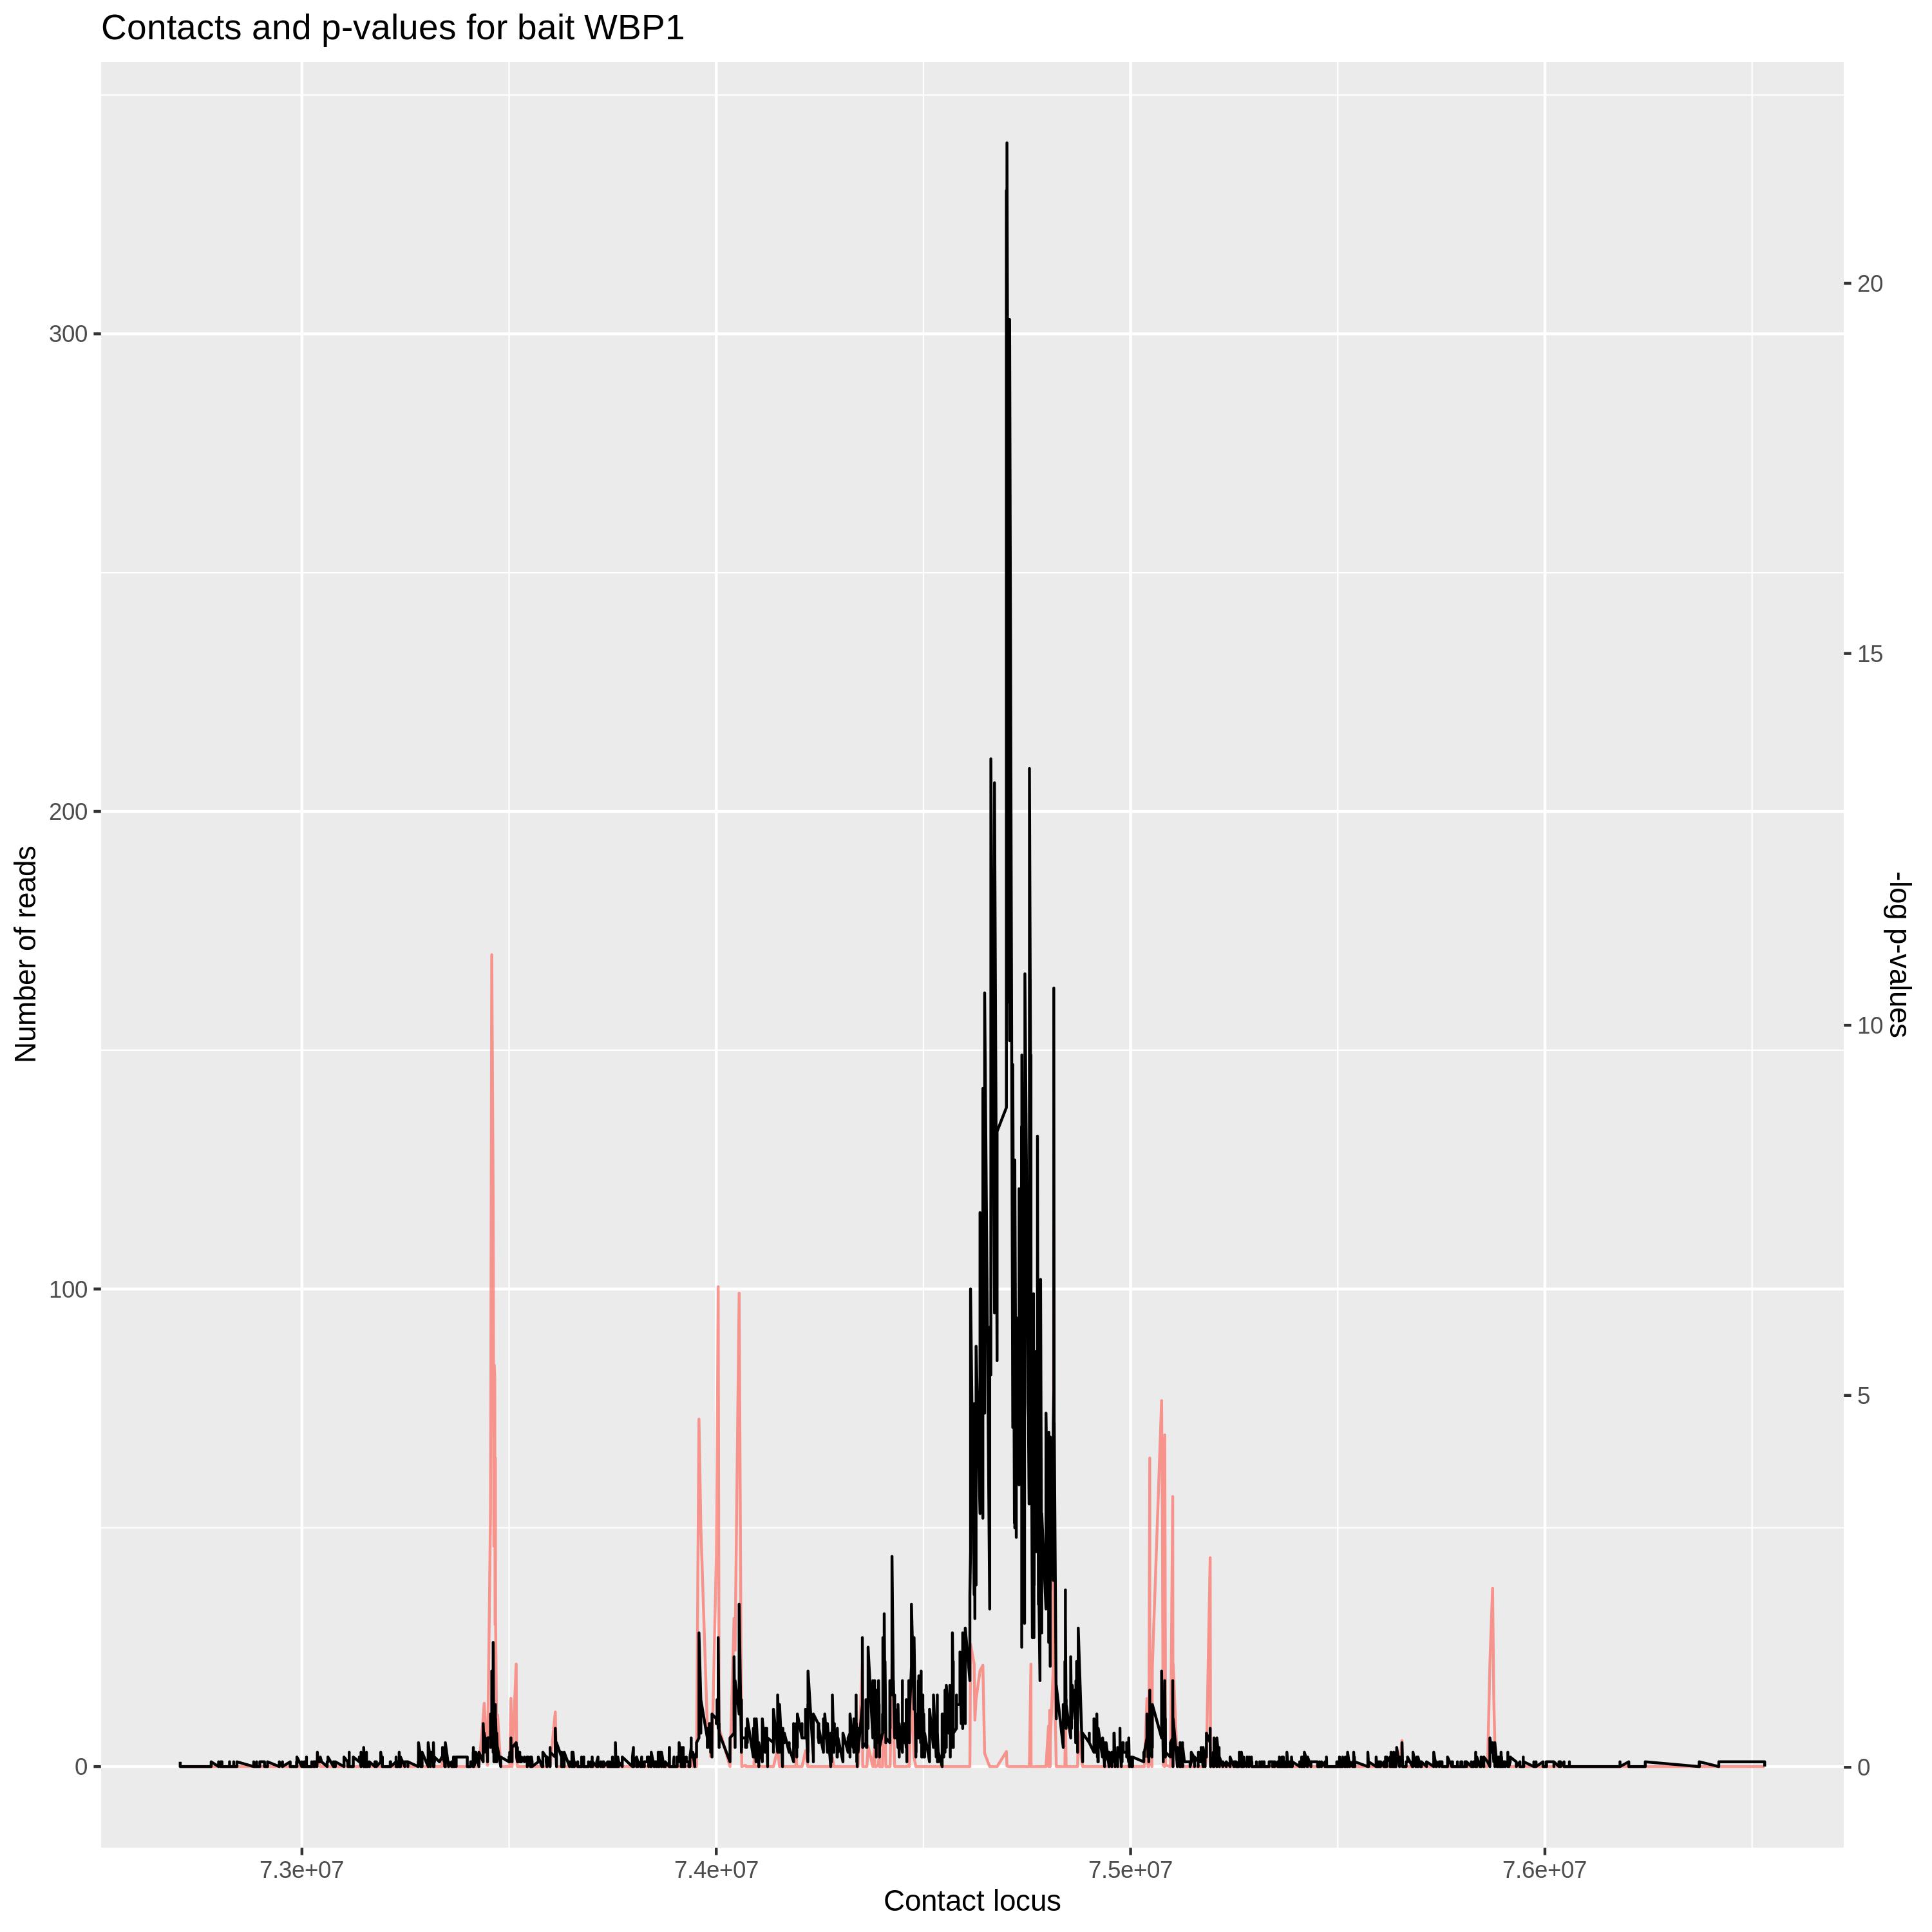 Contacts and p-values for bait WBP1
Number of reads
300
200
100
0
20
15
10
5
0
-log p-values
7.3e+07 7.4e+07 7.5e+07 7.6e+07
Contact locus